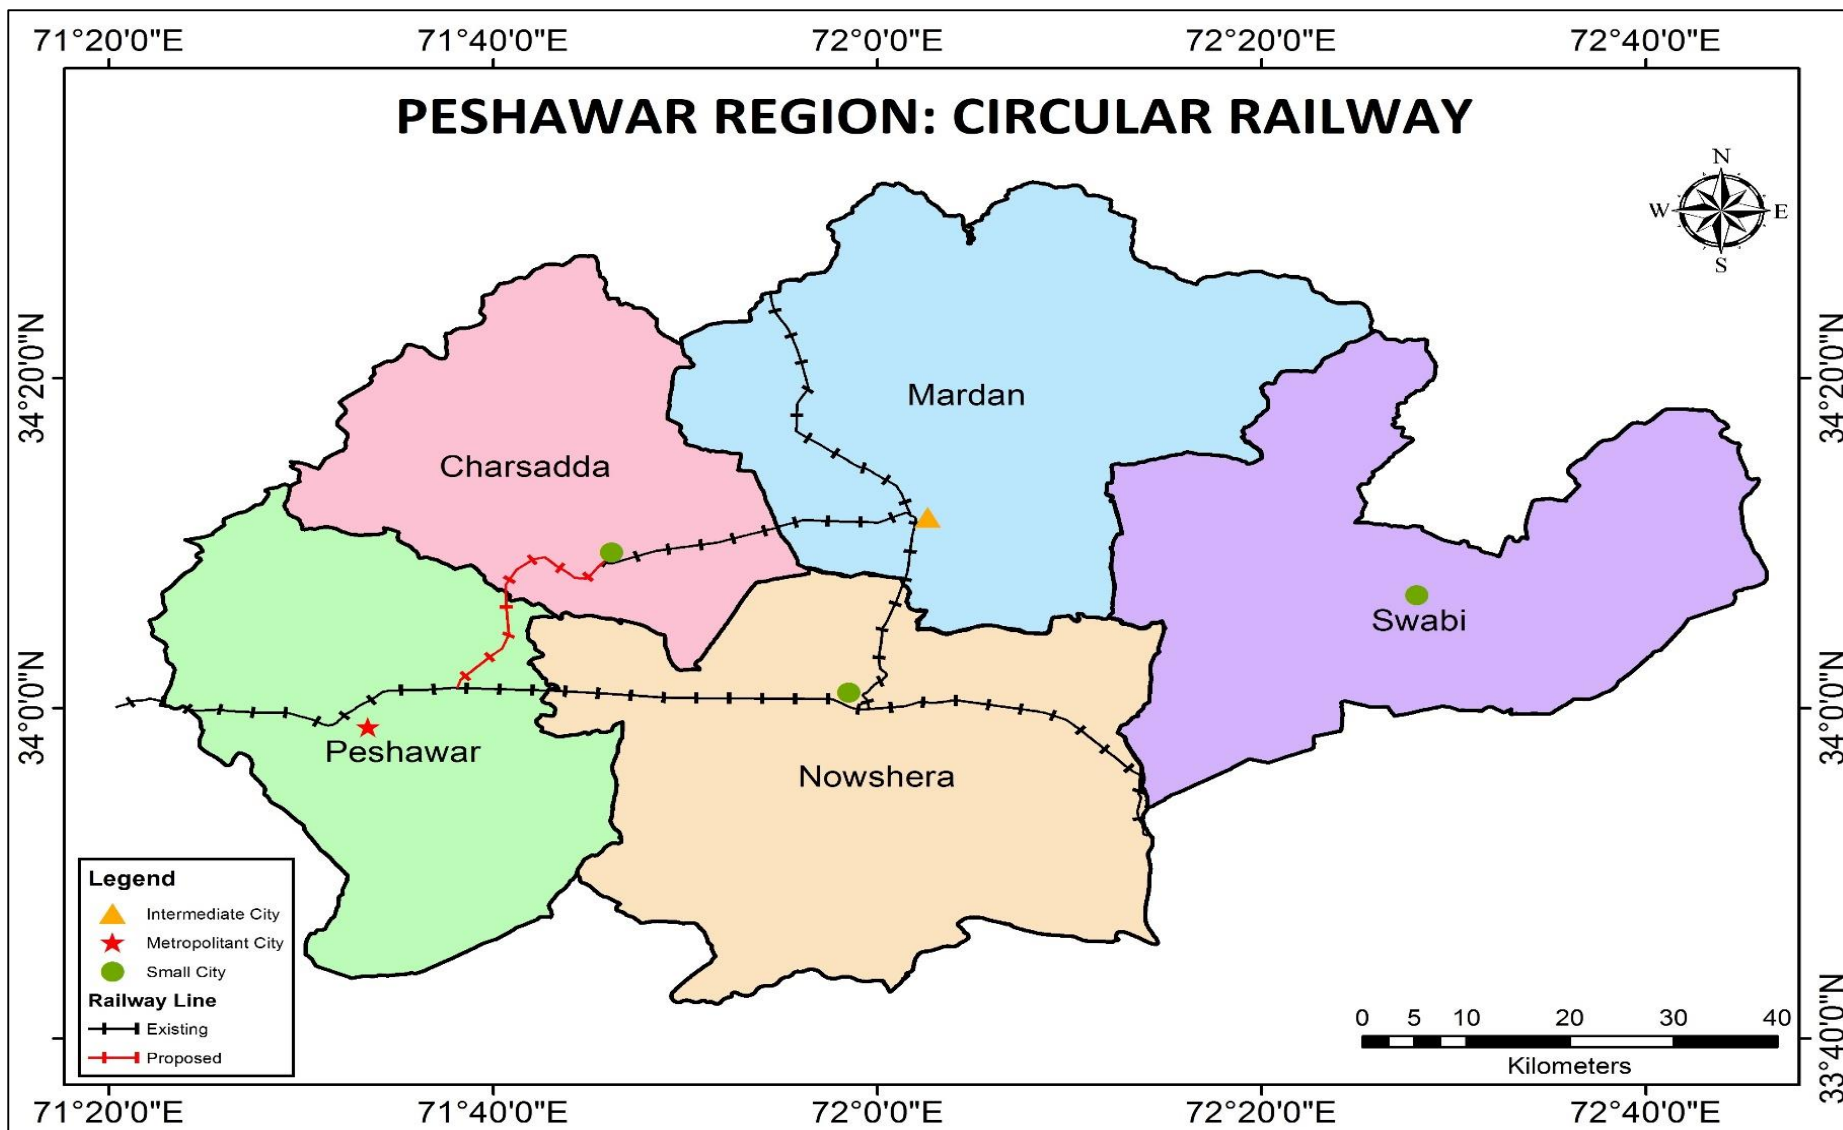 71°20'0"E 71°40'0"E 72°0'0"E 72°20'0"E 72°40'0"E
PESHAWAR REGION: CIRCULAR RAILWAY
N
W E
S
34°20'0"N 34°20'0"N
Mardan
Charsadda
Swabi
34°0'0"N 34°0'0"N
Peshawar
Nowshera
Legend
Intermediate City
Metropolitant City
Small City
Railway Line
Existing
Proposed
0 5 10 20 30 40
Kilometers
33°40'0"N
71°20'0"E 71°40'0"E 72°0'0"E 72°20'0"E 72°40'0"E